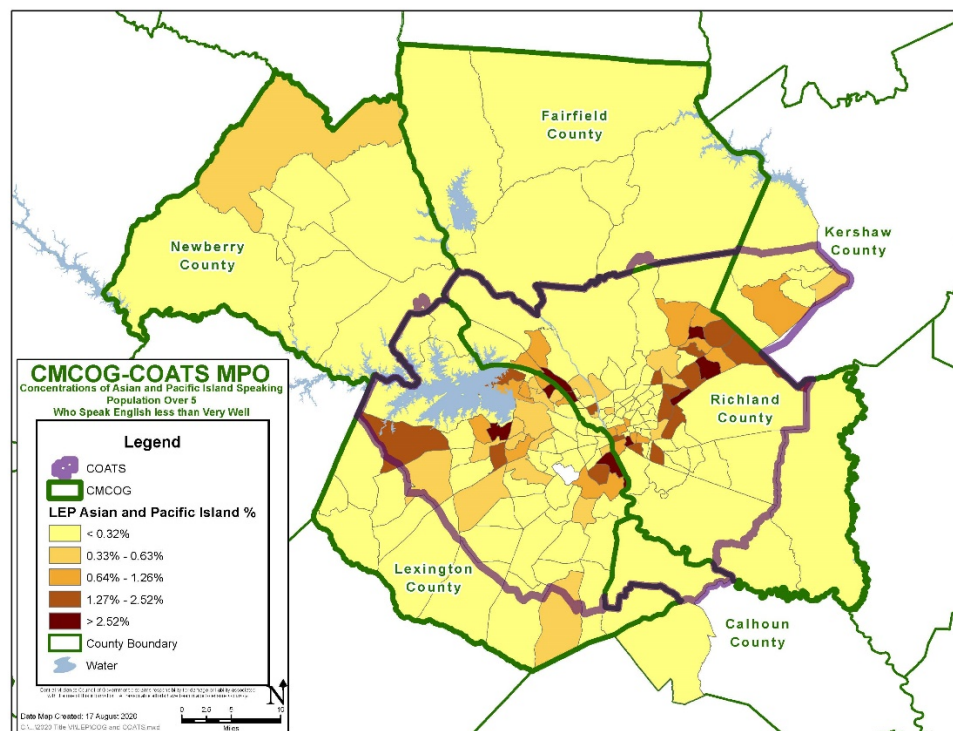 Fairfield
County
Kershaw
County
Newberry
County
Richland
County
Lexington
County
Calhoun
County
CMCOG-COATS MPO
Concentrations of Asian and Pacific Island Speaking
Population Over 5
Who Speak English less than Very Well
Legend
COATS
CMCOG
LEP Asian and Pacific Island %
< 0.32%
0.33% - 0.63%
0.64% - 1.26%
1.27% - 2.52%
> 2.52%
County Boundary
Water
N
Date Map Created: 17 August 2020
0 2.5 5 10
Miles